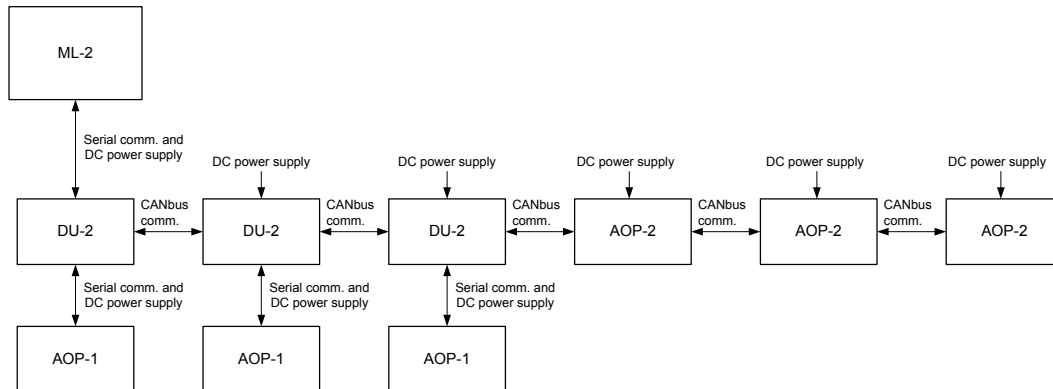 ML-2
Serial comm. and
DC power supply
DC power supply
DC power supply
DC power supply
DC power supply
DC power supply
CANbus
comm.
CANbus
comm.
CANbus
comm.
CANbus
comm.
CANbus
comm.
DU-2
DU-2
DU-2
AOP-2
AOP-2
AOP-2
Serial comm. and
DC power supply
Serial comm. and
DC power supply
Serial comm. and
DC power supply
AOP-1
AOP-1
AOP-1